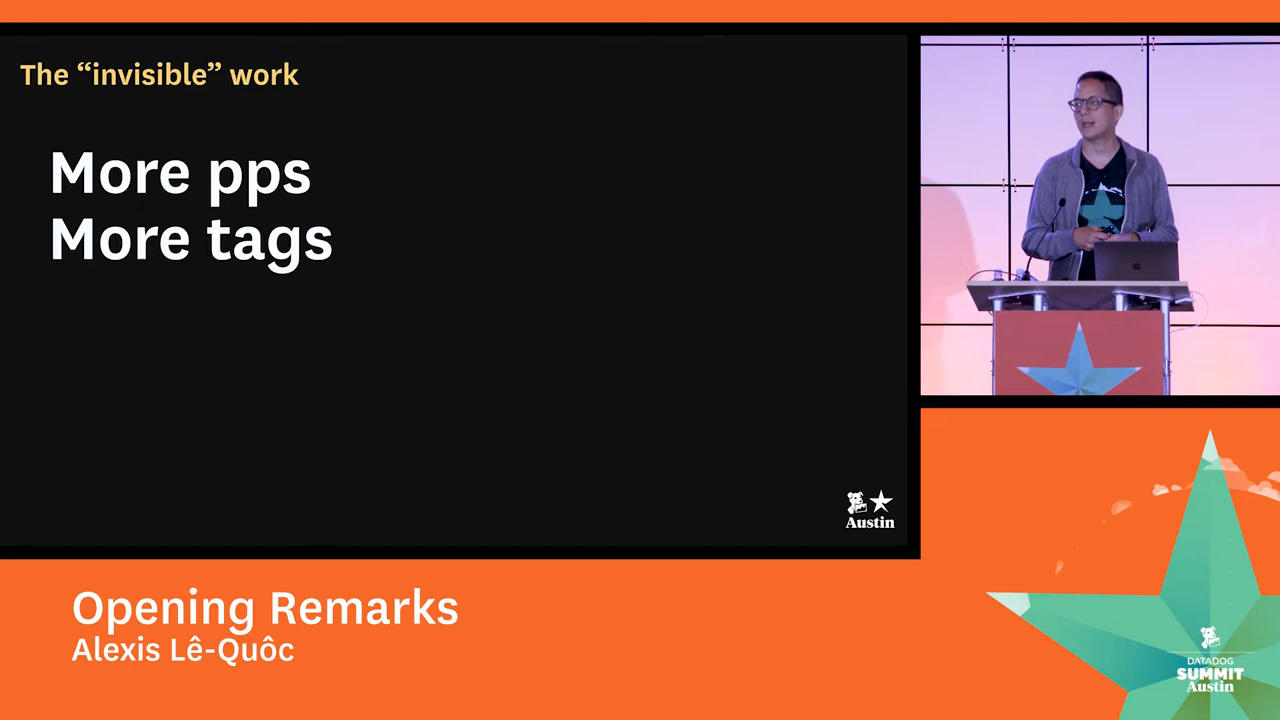 The “invisible” work
More pps
More tags
Austin
Opening Remarks
Alexis Lê-Quôc
DATADOG
SUMMIT
Austin